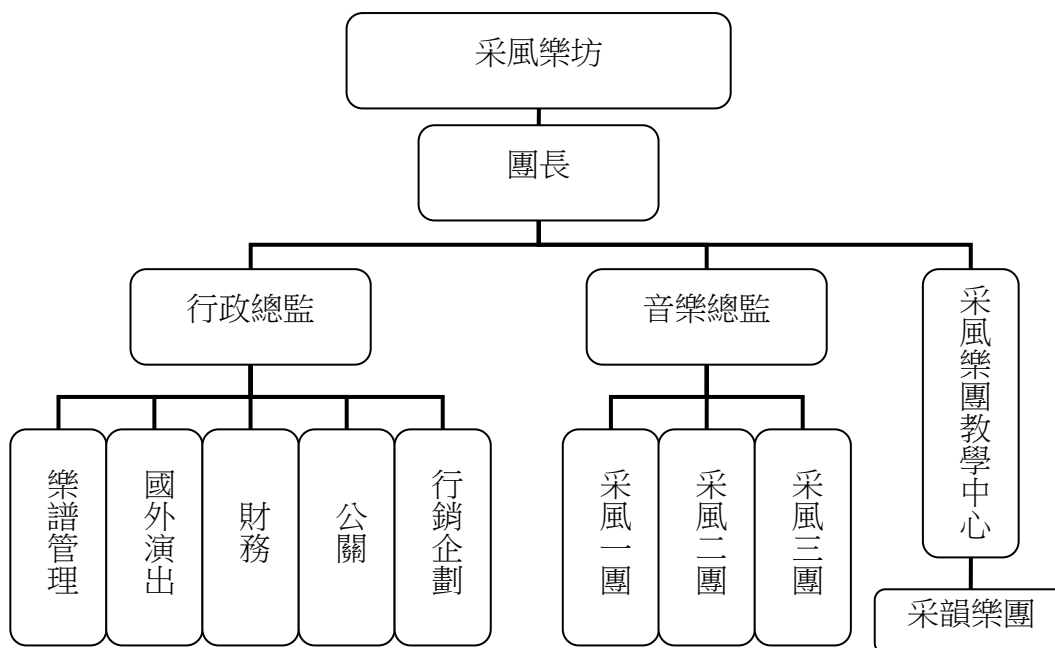 采風樂坊
團長
行政總監
音樂總監
采風樂團教學中心
樂譜管理
國外演出
財務
公關
行銷企劃
采風一團
采風二團
采風三團
采韻樂團